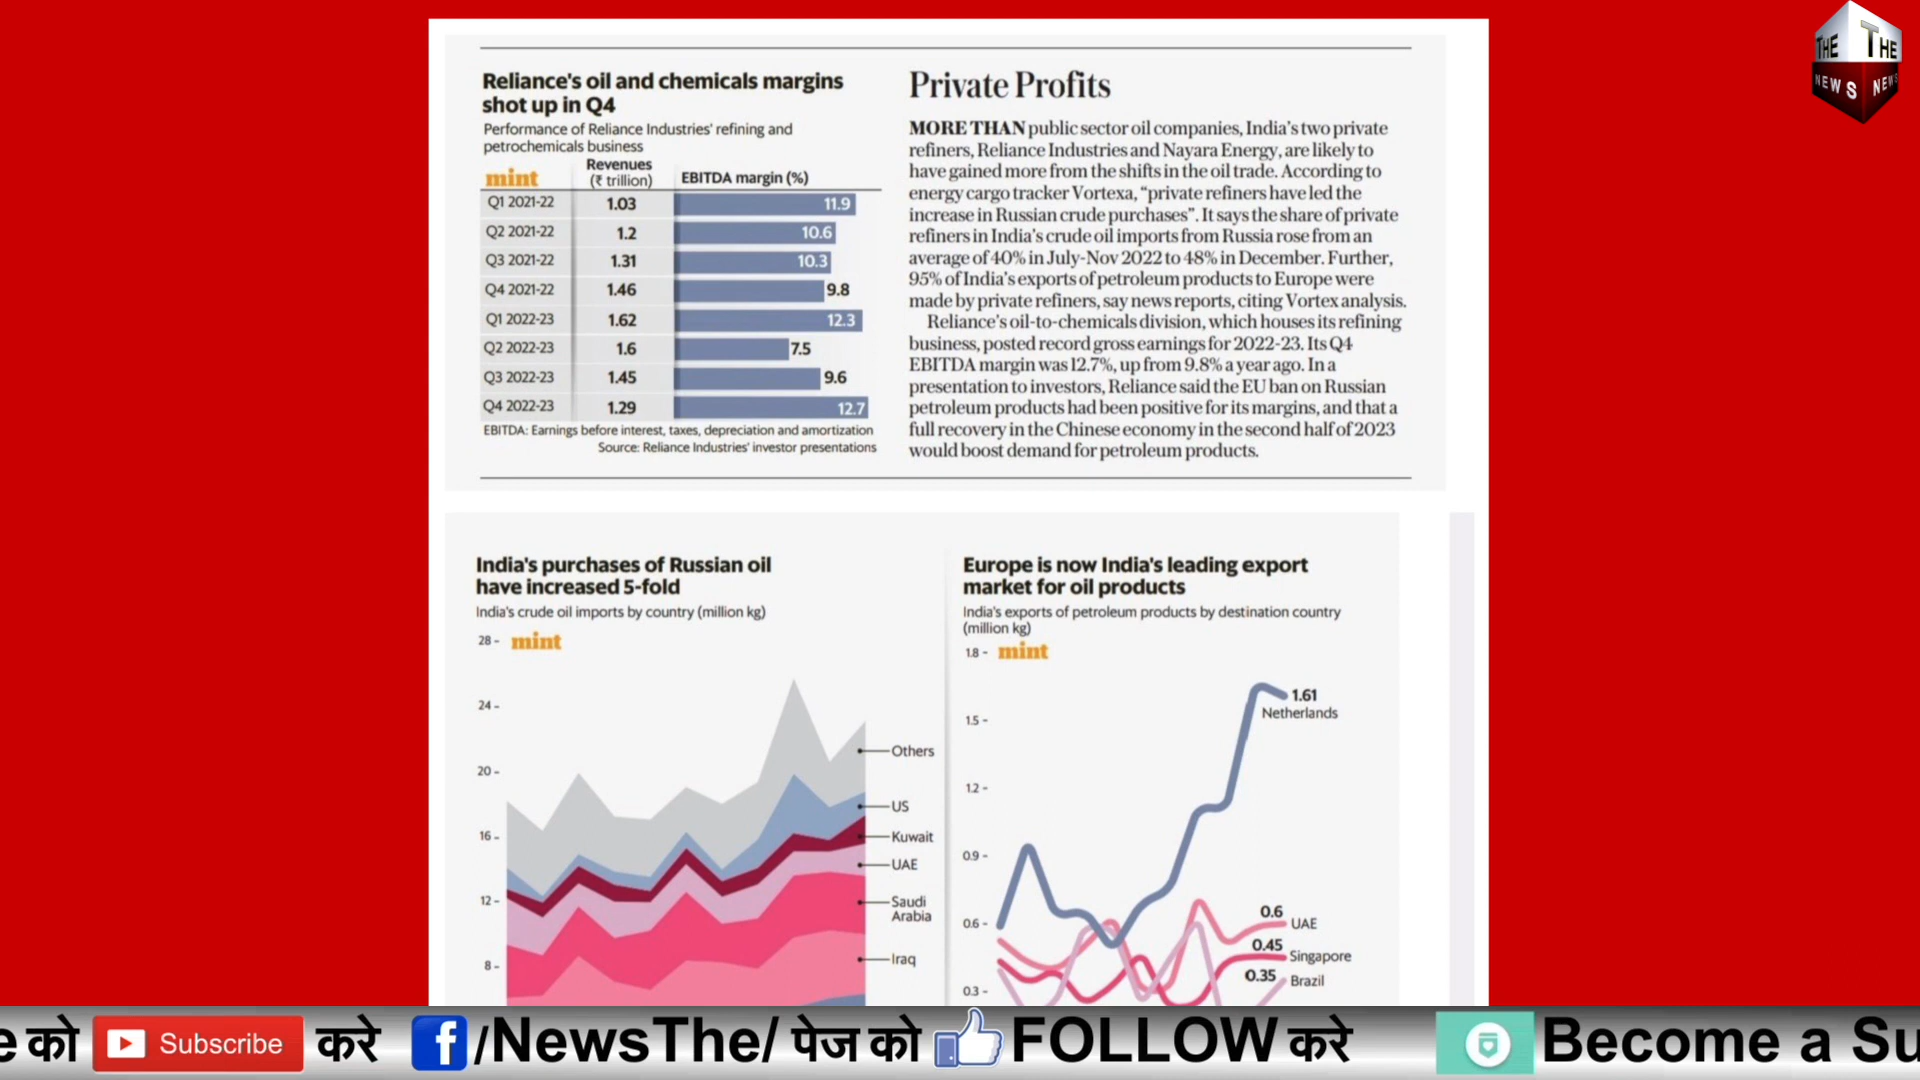 THE THE
NEWS NEWS
Reliance's oil and chemicals margins
shot up in Q4
Performance of Reliance Industries' refining and
petrochemicals business
mint
Revenues
(₹ trillion)
EBITDA margin (%)
Q1 2021-22 1.03 11.9
Q2 2021-22 1.2 10.6
Q3 2021-22 1.31 10.3
Q4 2021-22 1.46 9.8
Q1 2022-23 1.62 12.3
Q2 2022-23 1.6 7.5
Q3 2022-23 1.45 9.6
Q4 2022-23 1.29 12.7
EBITDA: Earnings before interest, taxes, depreciation and amortization
Source: Reliance Industries' investor presentations
Private Profits
MORE THAN public sector oil companies, India's two private
refiners, Reliance Industries and Nayara Energy, are likely to
have gained more from the shifts in the oil trade. According to
energy cargo tracker Vortexa, “private refiners have led the
increase in Russian crude purchases”. It says the share of private
refiners in India's crude oil imports from Russia rose from an
average of 40% in July-Nov 2022 to 48% in December. Further,
95% of India's exports of petroleum products to Europe were
made by private refiners, say news reports, citing Vortex analysis.
Reliance's oil-to-chemicals division, which houses its refining
business, posted record gross earnings for 2022-23. Its Q4
EBITDA margin was 12.7%, up from 9.8% a year ago. In a
presentation to investors, Reliance said the EU ban on Russian
petroleum products had been positive for its margins, and that a
full recovery in the Chinese economy in the second half of 2023
would boost demand for petroleum products.
India's purchases of Russian oil
have increased 5-fold
India's crude oil imports by country (million kg)
28
mint
24
20
16
12
8
Others
US
Kuwait
UAE
Saudi
Arabia
Iraq
Europe is now India's leading export
market for oil products
India's exports of petroleum products by destination country
(million kg)
1.8
mint
1.5
1.2
0.9
0.6
0.3
1.61
Netherlands
0.6
UAE
0.45
Singapore
0.35
Brazil
e को Subscribe करे f/NewsThe/ पेज को FOLLOW करे Become a Su